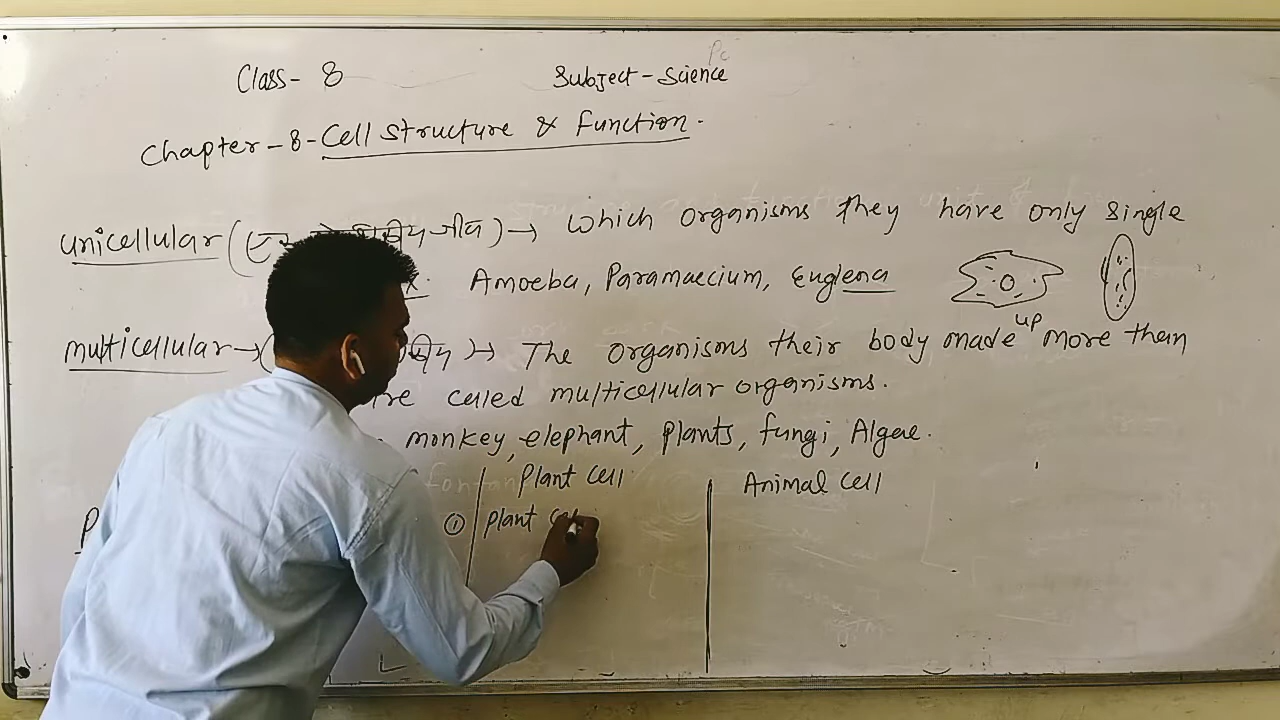 Class- 8 Subject-Science
Chapter-8-Cell Structure & Function.
unicellular ( जीव) → Which organisms they have only single
Amoeba, Paramaecium, Euglena
multicellular → ( ) → The organisms their body made up more than
called multicellular organisms.
monkey, elephant, plants, fungi, Algae.
Plant Cell Animal Cell
① Plant